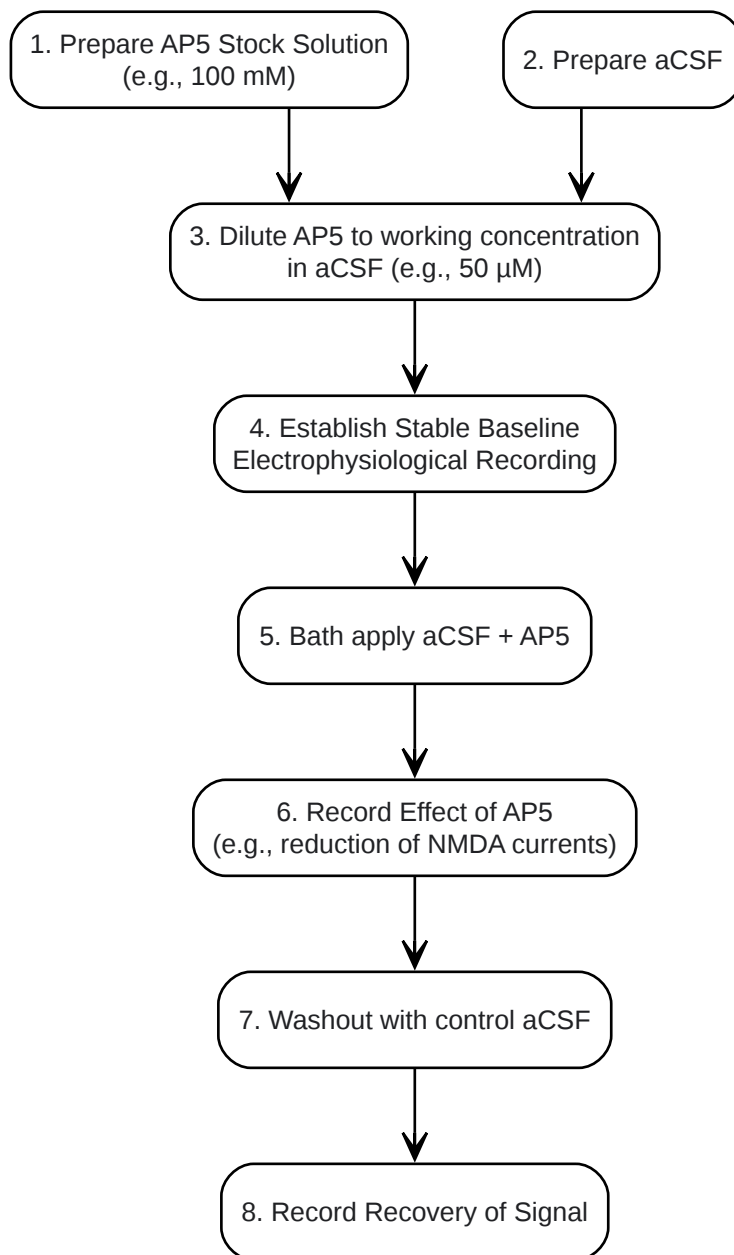 1. Prepare AP5 Stock Solution
(e.g., 100 mM)
2. Prepare aCSF
3. Dilute AP5 to working concentration
in aCSF (e.g., 50 µM)
4. Establish Stable Baseline
Electrophysiological Recording
5. Bath apply aCSF + AP5
6. Record Effect of AP5
(e.g., reduction of NMDA currents)
7. Washout with control aCSF
8. Record Recovery of Signal